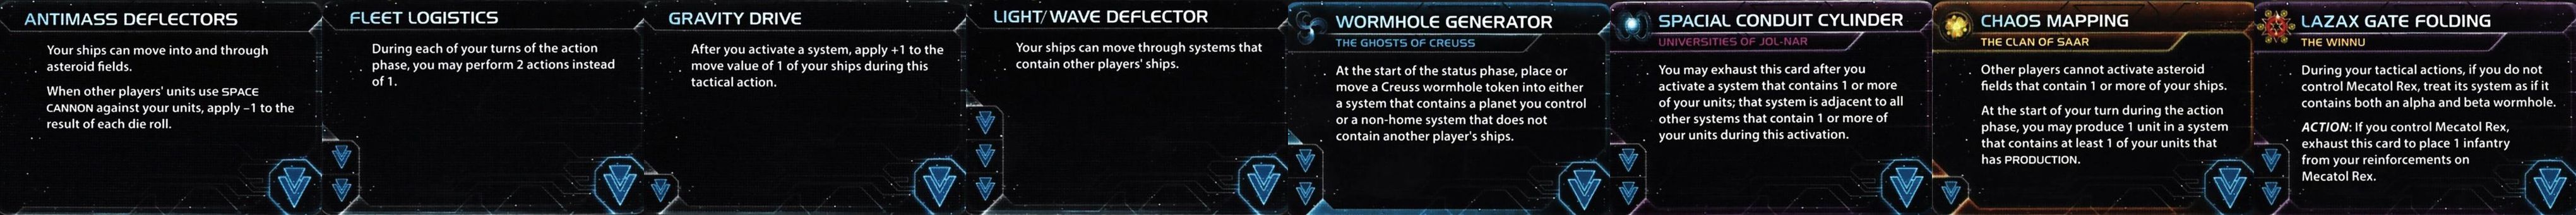 ANTIMASS DEFLECTORS
Your ships can move into and through
asteroid fields.
When other players' units use SPACE
CANNON against your units, apply –1 to the
result of each die roll.
FLEET LOGISTICS
During each of your turns of the action
phase, you may perform 2 actions instead
of 1.
GRAVITY DRIVE
After you activate a system, apply +1 to the
move value of 1 of your ships during this
tactical action.
LIGHT/WAVE DEFLECTOR
Your ships can move through systems that
contain other players' ships.
WORMHOLE GENERATOR
THE GHOSTS OF CREUSS
At the start of the status phase, place or
move a Creuss wormhole token into either
a system that contains a planet you control
or a non-home system that does not
contain another player's ships.
SPACIAL CONDUIT CYLINDER
UNIVERSITIES OF JOL-NAR
You may exhaust this card after you
activate a system that contains 1 or more
of your units; that system is adjacent to all
other systems that contain 1 or more of
your units during this activation.
CHAOS MAPPING
THE CLAN OF SAAR
Other players cannot activate asteroid
fields that contain 1 or more of your ships.
At the start of your turn during the action
phase, you may produce 1 unit in a system
that contains at least 1 of your units that
has PRODUCTION.
LAZAX GATE FOLDING
THE WINNU
During your tactical actions, if you do not
control Mecatol Rex, treat its system as if it
contains both an alpha and beta wormhole.
ACTION: If you control Mecatol Rex,
exhaust this card to place 1 infantry
from your reinforcements on
Mecatol Rex.